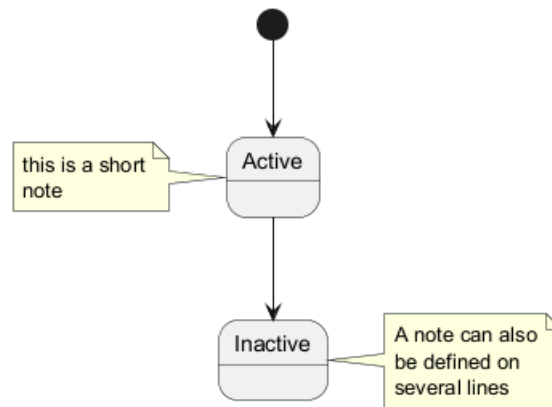 this is a short
note
Active
Inactive
A note can also
be defined on
several lines